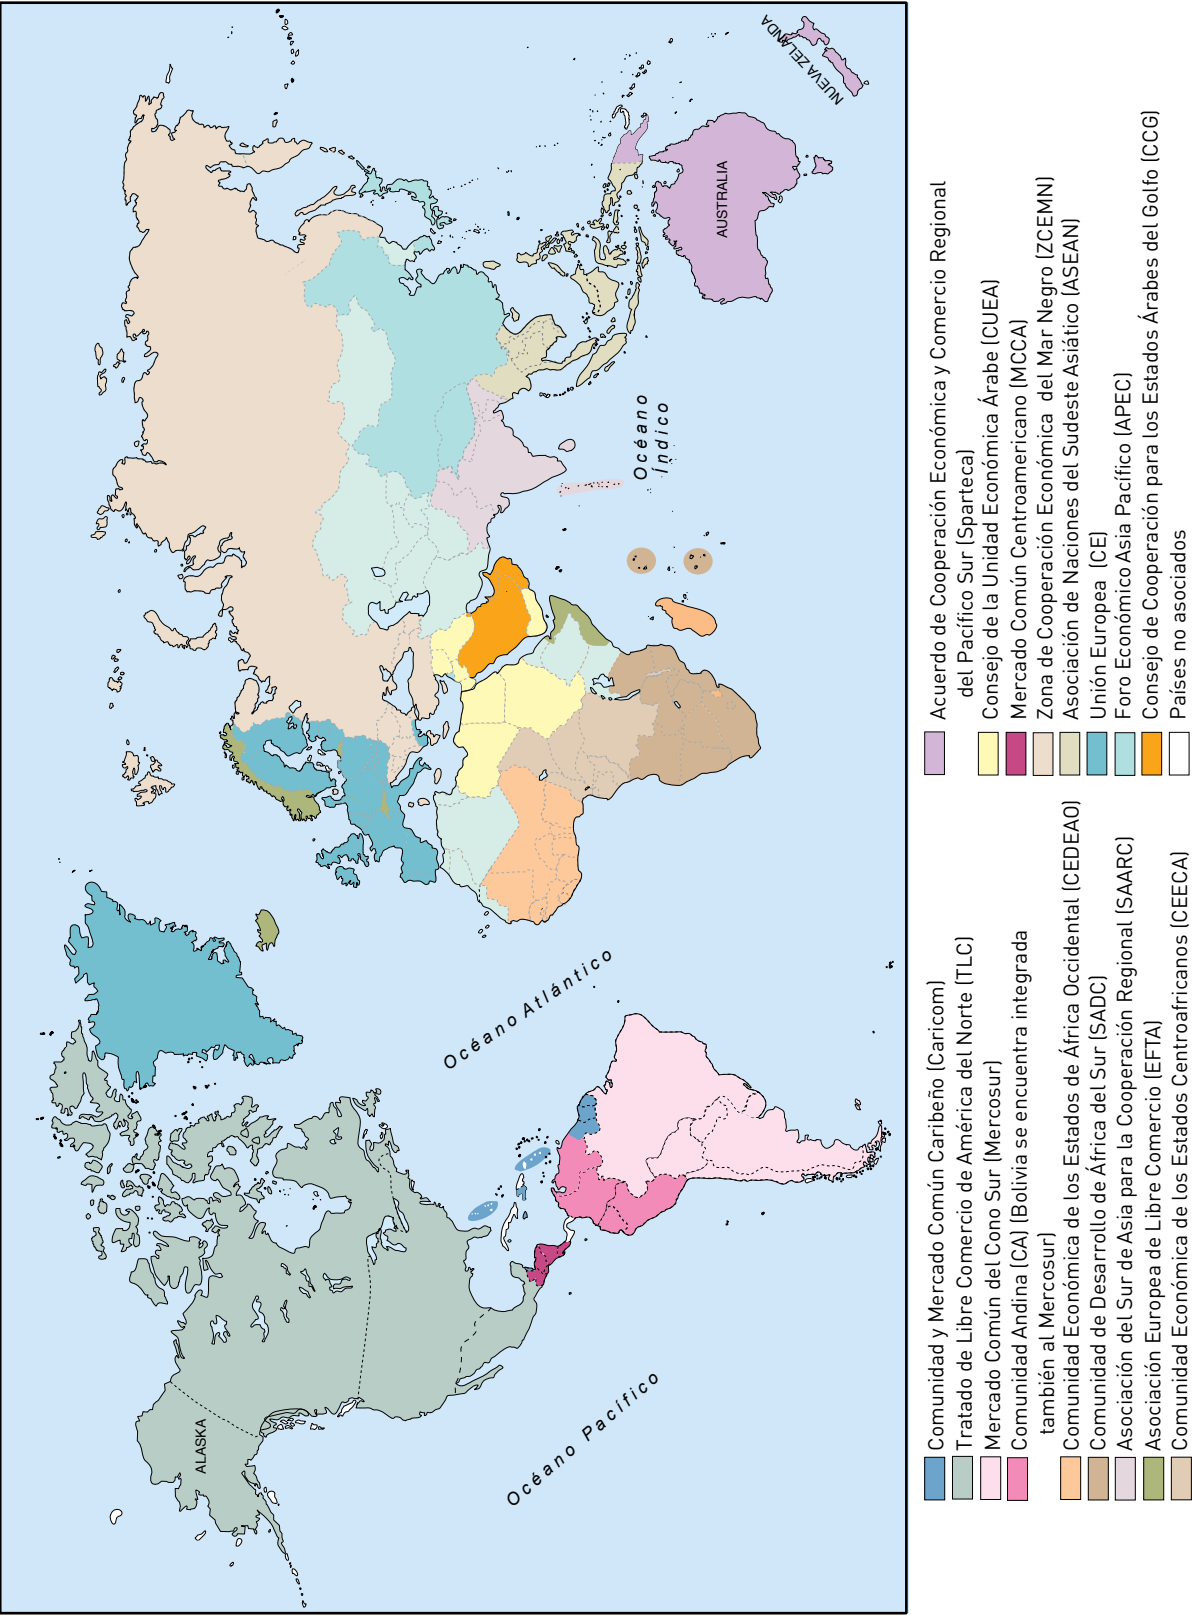 ALASKA
Océano Pacífico
Océano Atlántico
Océano
Índico
AUSTRALIA
NUEVA ZELANDA
Comunidad y Mercado Común Caribeño (Caricom)
Tratado de Libre Comercio de América del Norte (TLC)
Mercado Común del Cono Sur (Mercosur)
Comunidad Andina (CA) (Bolivia se encuentra integrada
también al Mercosur)
Comunidad Económica de los Estados de África Occidental (CEDEAO)
Comunidad de Desarrollo de África del Sur (SADC)
Asociación del Sur de Asia para la Cooperación Regional (SAARC)
Asociación Europea de Libre Comercio (EFTA)
Comunidad Económica de los Estados Centroafricanos (CEECA)
Acuerdo de Cooperación Económica y Comercio Regional
del Pacífico Sur (Sparteca)
Consejo de la Unidad Económica Árabe (CUEA)
Mercado Común Centroamericano (MCCA)
Zona de Cooperación Económica del Mar Negro (ZCEMN)
Asociación de Naciones del Sudeste Asiático (ASEAN)
Unión Europea (CE)
Foro Económico Asia Pacífico (APEC)
Consejo de Cooperación para los Estados Árabes del Golfo (CCG)
Países no asociados